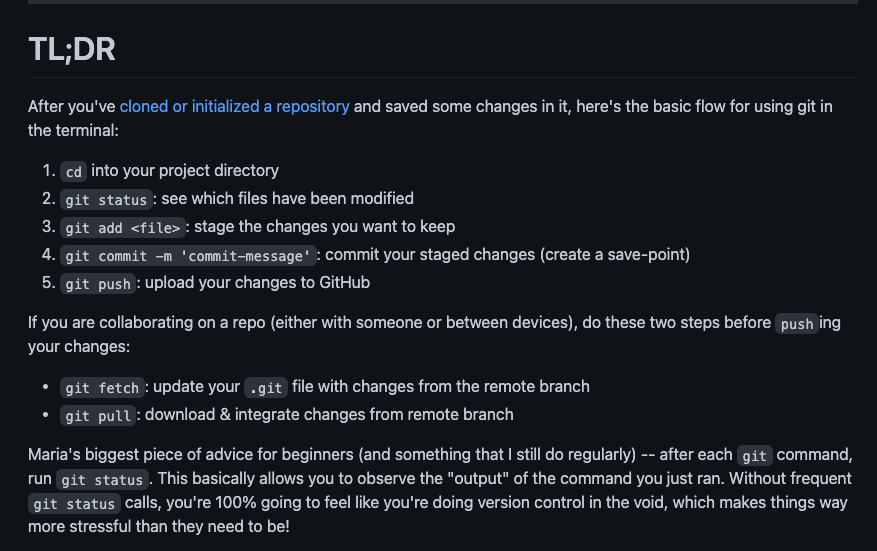 TL;DR
After you've cloned or initialized a repository and saved some changes in it, here's the basic flow for using git in
the terminal:
1. cd into your project directory
2. git status: see which files have been modified
3. git add <file>: stage the changes you want to keep
4. git commit -m 'commit-message': commit your staged changes (create a save-point)
5. git push: upload your changes to GitHub
If you are collaborating on a repo (either with someone or between devices), do these two steps before pushing
your changes:
• git fetch: update your .git file with changes from the remote branch
• git pull: download & integrate changes from remote branch
Maria's biggest piece of advice for beginners (and something that I still do regularly) -- after each git command,
run git status. This basically allows you to observe the "output" of the command you just ran. Without frequent
git status calls, you're 100% going to feel like you're doing version control in the void, which makes things way
more stressful than they need to be!